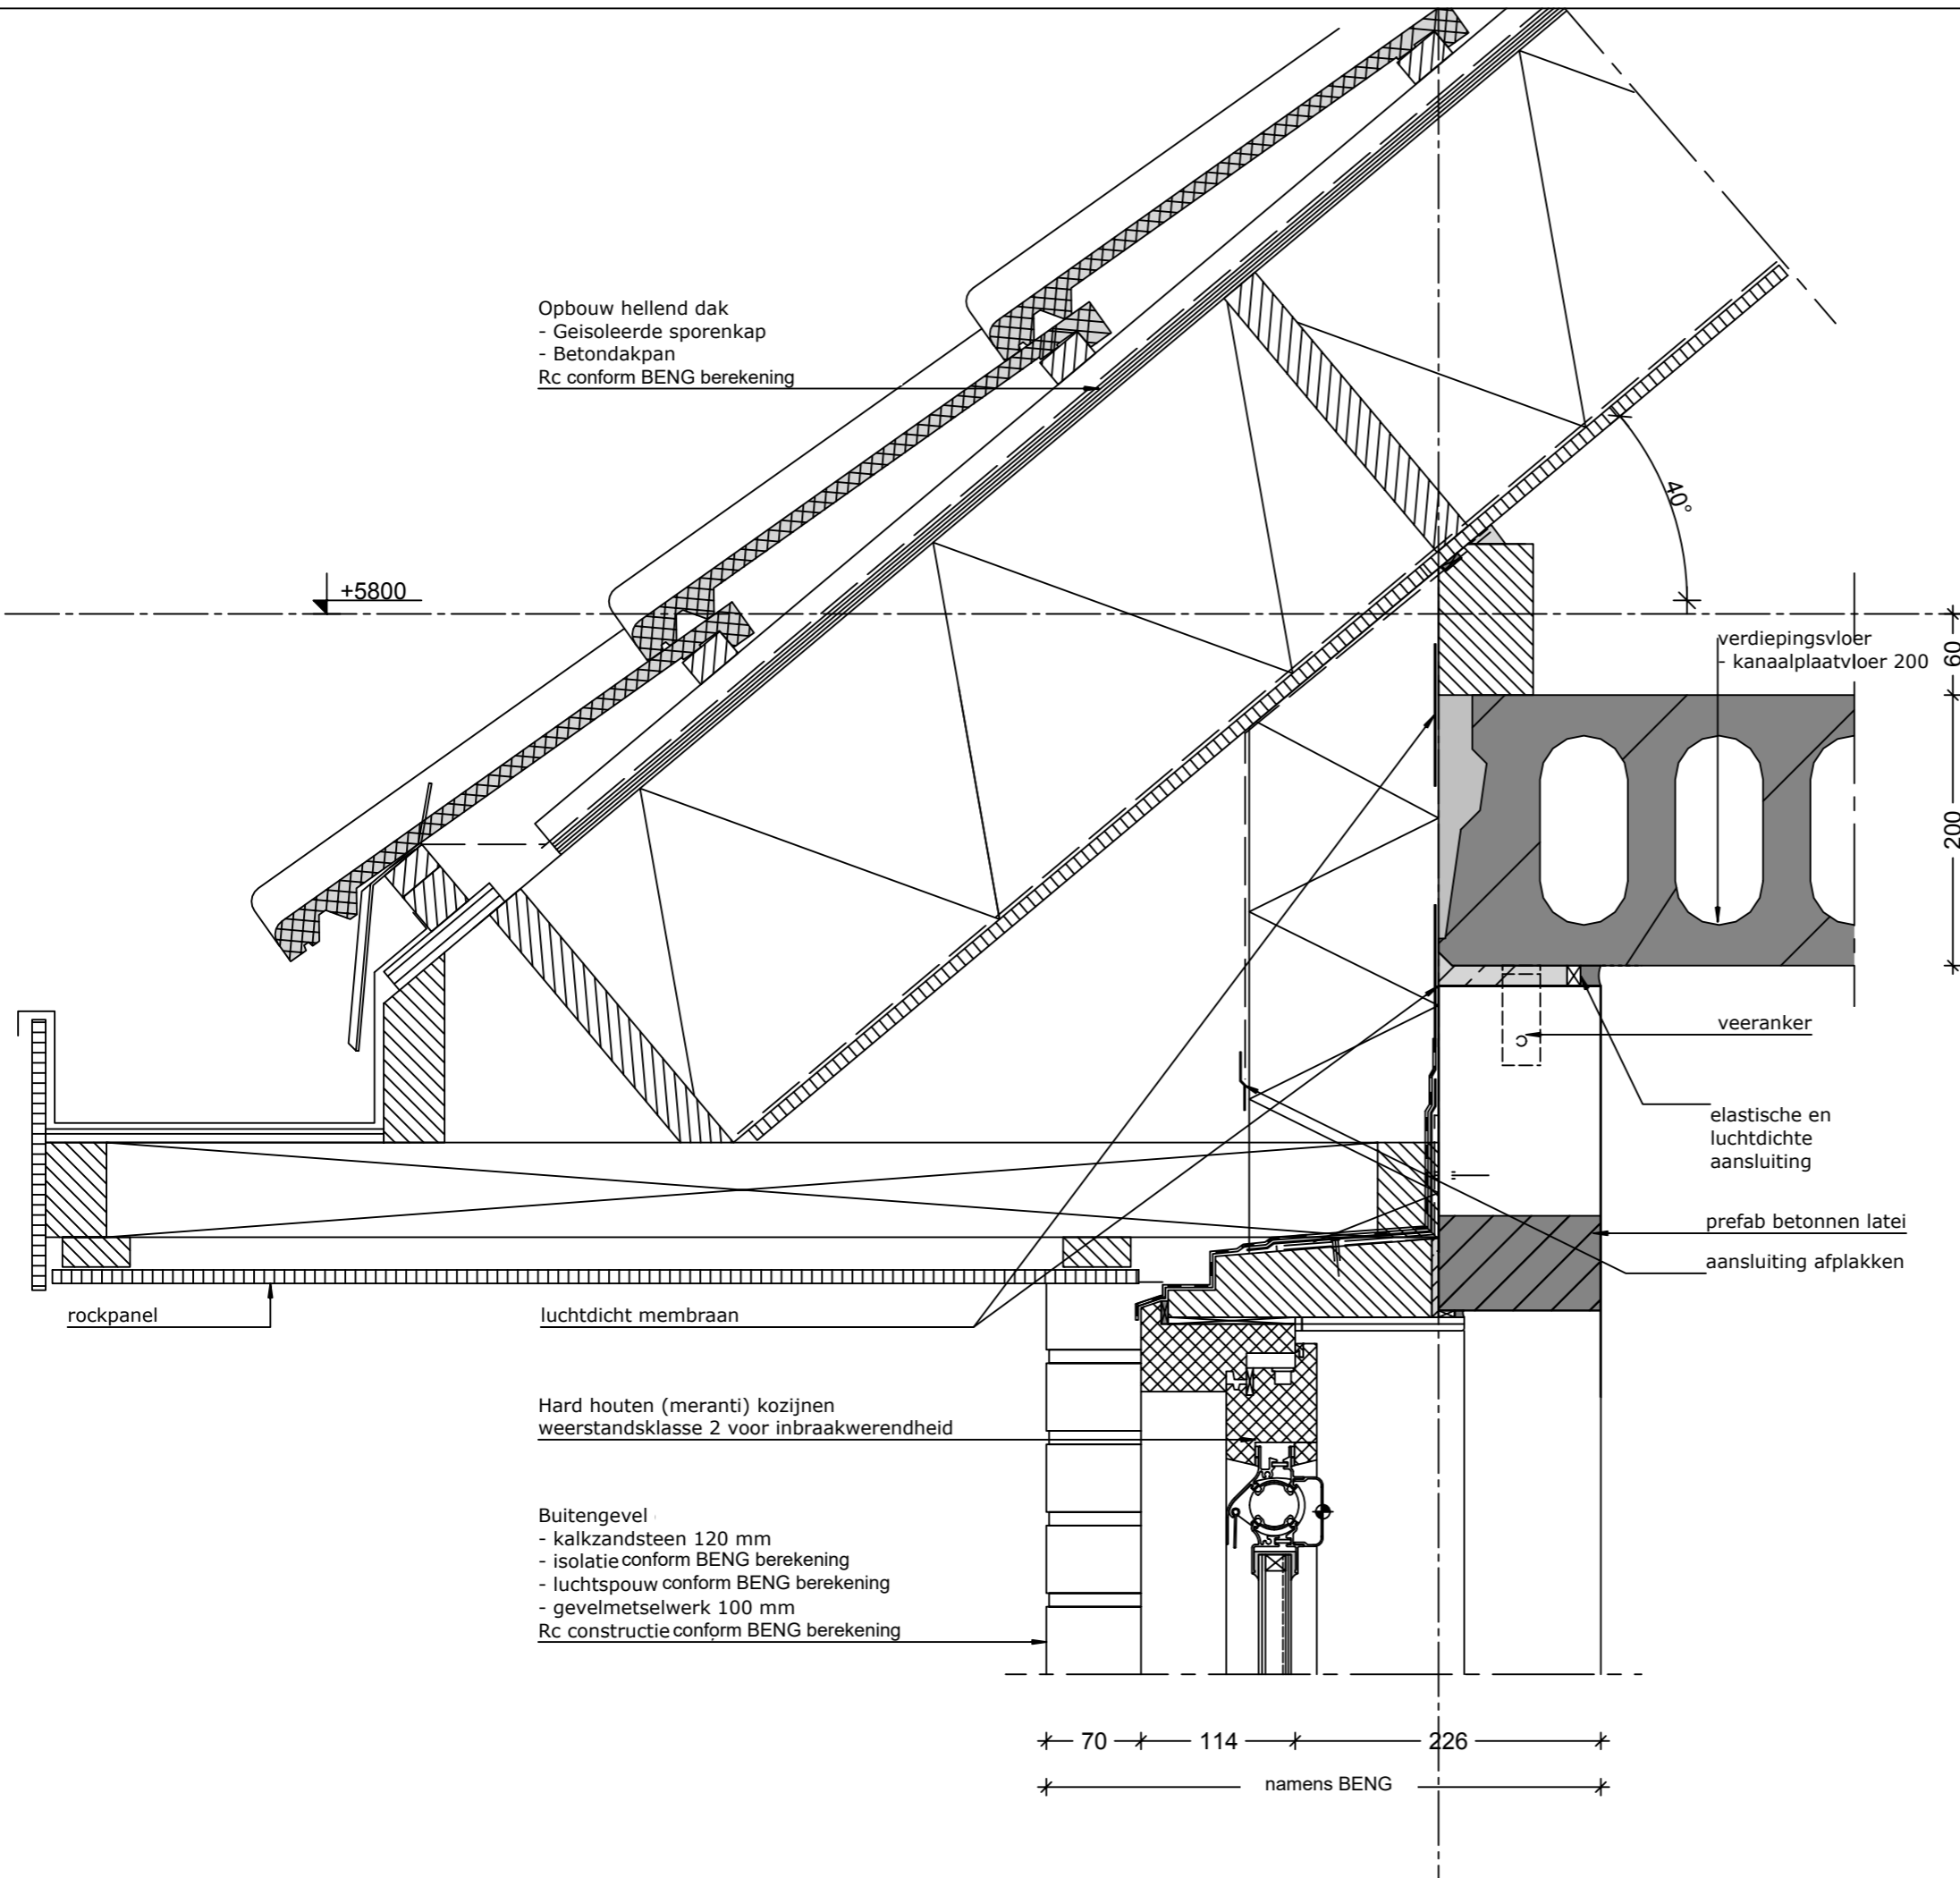 Opbouw hellend dak
- Geisoleerde sporenkap
- Betondakpan
Rc conform BENG berekening
40°
+5800
verdiepingsvloer
- kanaalplaatvloer 200
60
200
veeranker
elastische en
luchtdichte
aansluiting
prefab betonnen latei
aansluiting afplakken
rockpanel
luchtdicht membraan
Hard houten (meranti) kozijnen
weerstandsklasse 2 voor inbraakwerendheid
Buitengevel
- kalkzandsteen 120 mm
- isolatie conform BENG berekening
- luchtspouw conform BENG berekening
- gevelmetselwerk 100 mm
Rc constructie conform BENG berekening
70
114
226
namens BENG